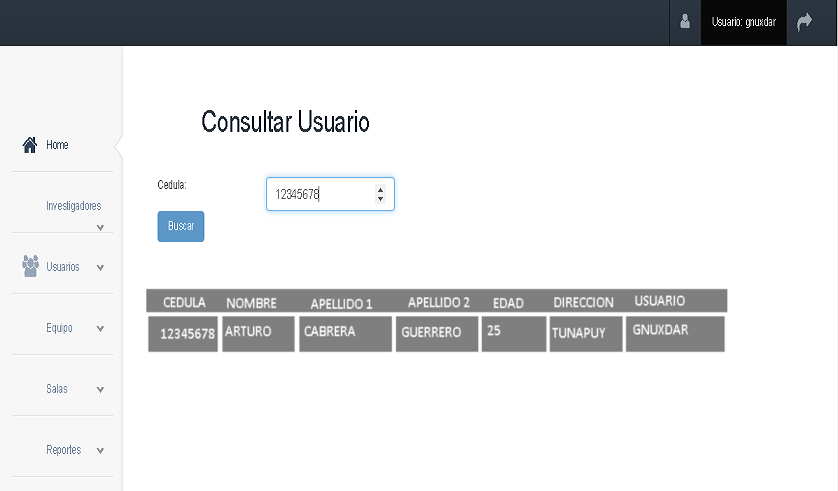 Usuario: gnuxdar
Consultar Usuario
Home
Investigadores
Usuarios
Equipo
Salas
Reportes
Cedula:
12345678
Buscar
CEDULA NOMBRE APELLIDO 1 APELLIDO 2 EDAD DIRECCION USUARIO
12345678 ARTURO CABRERA GUERRERO 25 TUNAPUY GNUXDAR